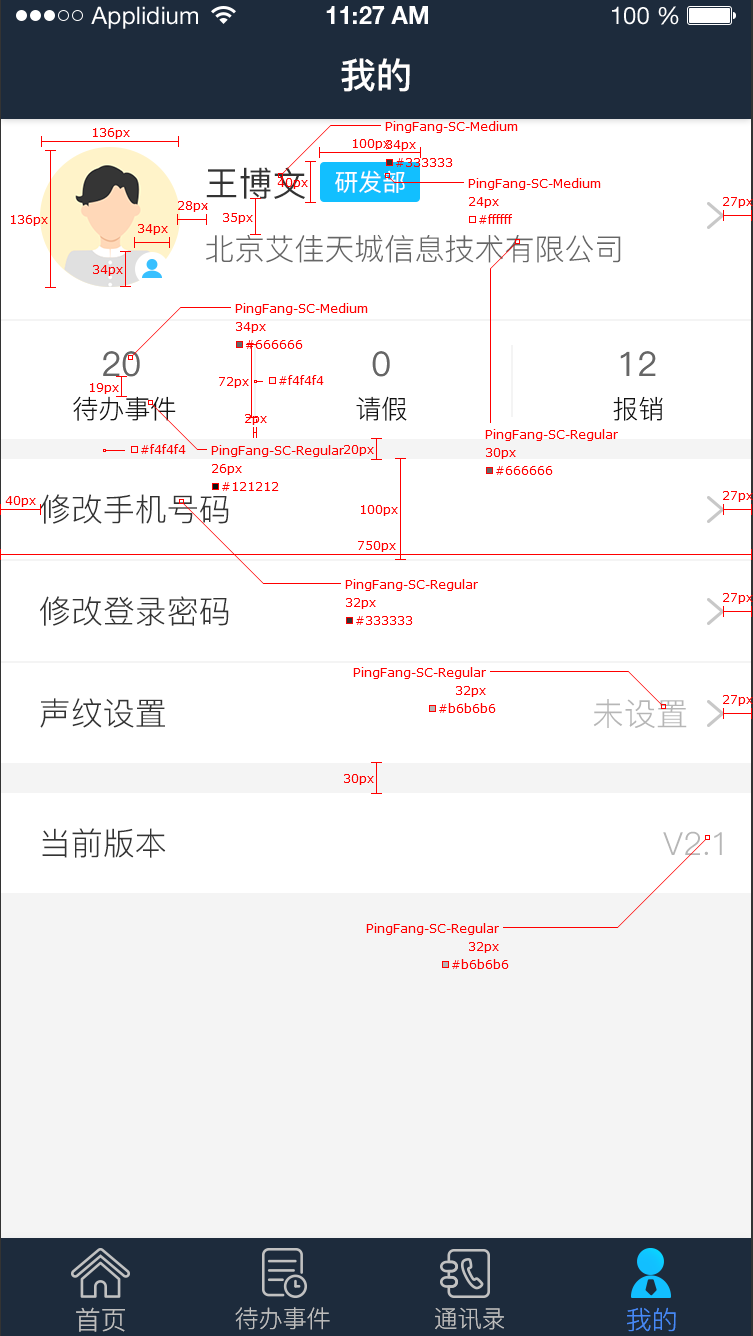 Applidium 11:27 AM 100 %
我的
136px
PingFang-SC-Medium
100px 34px
#333333
王博文 40px 研发部
PingFang-SC-Medium
24px
#ffffff
136px 28px 35px 27px
34px
北京艾佳天城信息技术有限公司
34px
PingFang-SC-Medium
34px
#666666
20 0 12
72px #f4f4f4
19px
待办事件 请假 报销
2px
#f4f4f4 PingFang-SC-Regular 20px
26px
#121212
PingFang-SC-Regular
30px
#666666
40px 修改手机号码 100px 27px
750px
PingFang-SC-Regular
32px
#333333
修改登录密码 27px
PingFang-SC-Regular
32px
#b6b6b6
声纹设置 未设置 27px
30px
当前版本 V2.1
PingFang-SC-Regular
32px
#b6b6b6
首页 待办事件 通讯录 我的